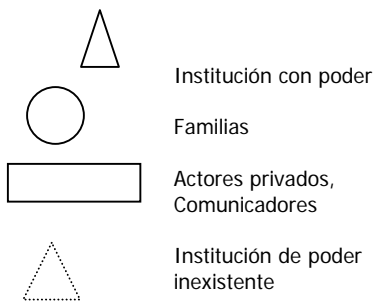 Institución con poder
Familias
Actores privados,
Comunicadores
Institución de poder
inexistente